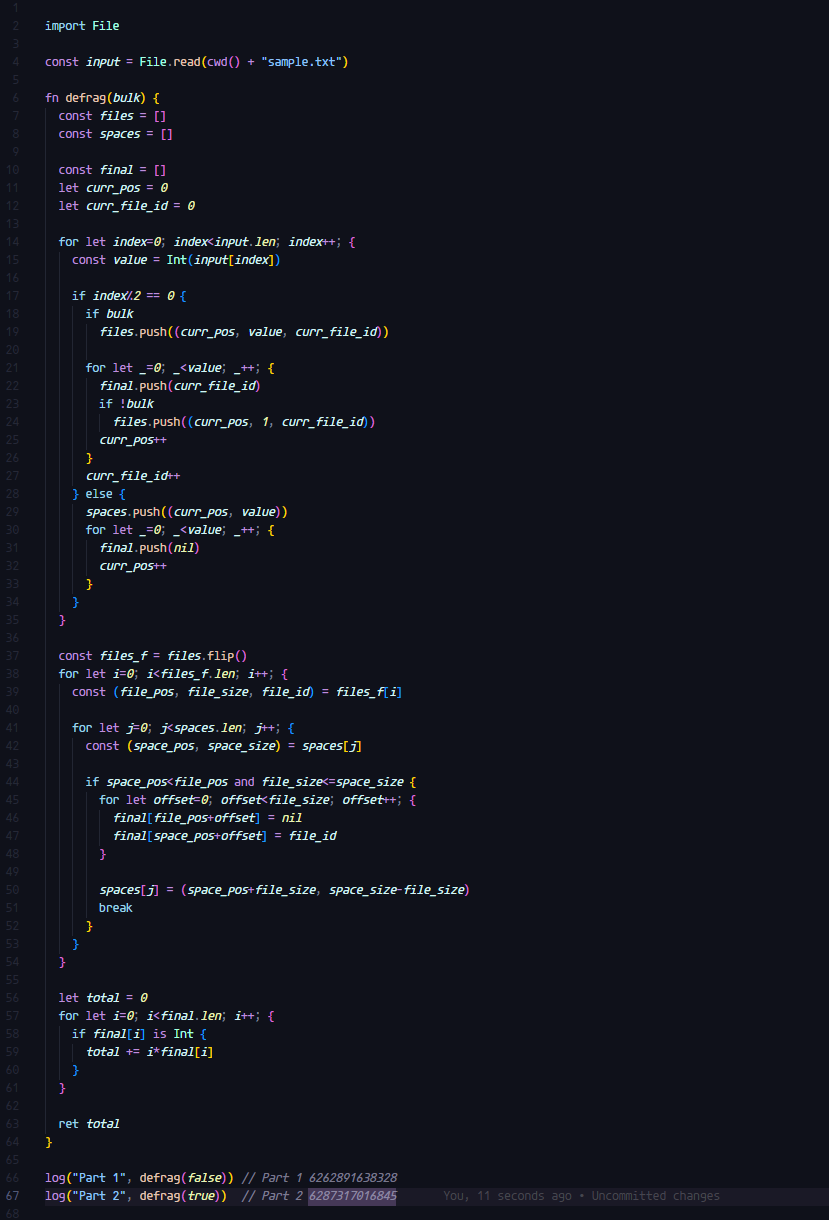 1
2 import File
3
4 const input = File.read(cwd() + "sample.txt")
5
6 fn defrag(bulk) {
7 const files = []
8 const spaces = []
9
10 const final = []
11 let curr_pos = 0
12 let curr_file_id = 0
13
14 for let index=0; index<input.len; index++; {
15 const value = Int(input[index])
16
17 if index%2 == 0 {
18 if bulk
19 files.push((curr_pos, value, curr_file_id))
20
21 for let _=0; _<value; _++; {
22 final.push(curr_file_id)
23 if !bulk
24 files.push((curr_pos, 1, curr_file_id))
25 curr_pos++
26 }
27 curr_file_id++
28 } else {
29 spaces.push((curr_pos, value))
30 for let _=0; _<value; _++; {
31 final.push(nil)
32 curr_pos++
33 }
34 }
35 }
36
37 const files_f = files.flip()
38 for let i=0; i<files_f.len; i++; {
39 const (file_pos, file_size, file_id) = files_f[i]
40
41 for let j=0; j<spaces.len; j++; {
42 const (space_pos, space_size) = spaces[j]
43
44 if space_pos<file_pos and file_size<=space_size {
45 for let offset=0; offset<file_size; offset++; {
46 final[file_pos+offset] = nil
47 final[space_pos+offset] = file_id
48 }
49
50 spaces[j] = (space_pos+file_size, space_size-file_size)
51 break
52 }
53 }
54 }
55
56 let total = 0
57 for let i=0; i<final.len; i++; {
58 if final[i] is Int {
59 total += i*final[i]
60 }
61 }
62
63 ret total
64 }
65
66 log("Part 1", defrag(false)) // Part 1 6262891638328
67 log("Part 2", defrag(true)) // Part 2 6287317016845 You, 11 seconds ago • Uncommitted changes
68